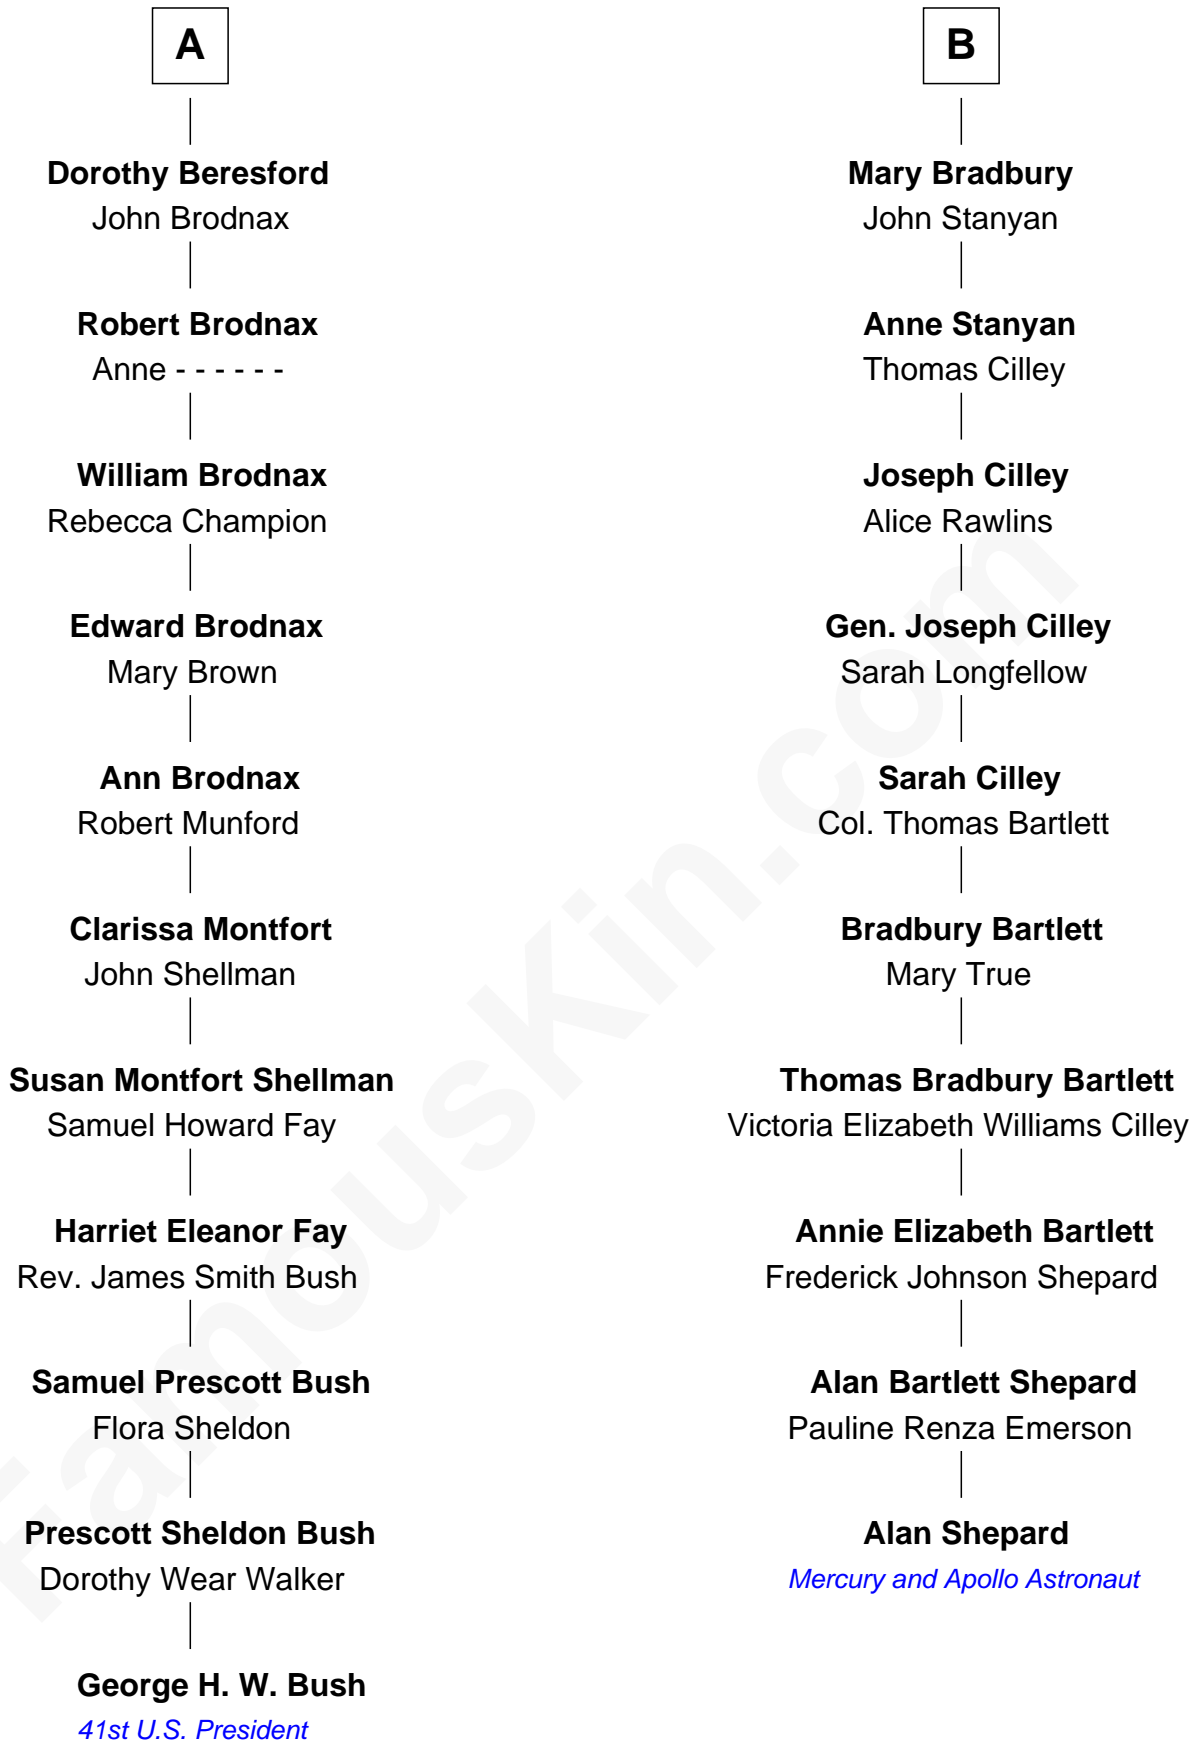 A
Dorothy Beresford
John Brodnax
Robert Brodnax
Anne - - - - - -
William Brodnax
Rebecca Champion
Edward Brodnax
Mary Brown
Ann Brodnax
Robert Munford
Clarissa Montfort
John Shellman
Susan Montfort Shellman
Samuel Howard Fay
Harriet Eleanor Fay
Rev. James Smith Bush
Samuel Prescott Bush
Flora Sheldon
Prescott Sheldon Bush
Dorothy Wear Walker
George H. W. Bush
41st U.S. President
B
Mary Bradbury
John Stanyan
Anne Stanyan
Thomas Cilley
Joseph Cilley
Alice Rawlins
Gen. Joseph Cilley
Sarah Longfellow
Sarah Cilley
Col. Thomas Bartlett
Bradbury Bartlett
Mary True
Thomas Bradbury Bartlett
Victoria Elizabeth Williams Cilley
Annie Elizabeth Bartlett
Frederick Johnson Shepard
Alan Bartlett Shepard
Pauline Renza Emerson
Alan Shepard
Mercury and Apollo Astronaut
FamousKin.com